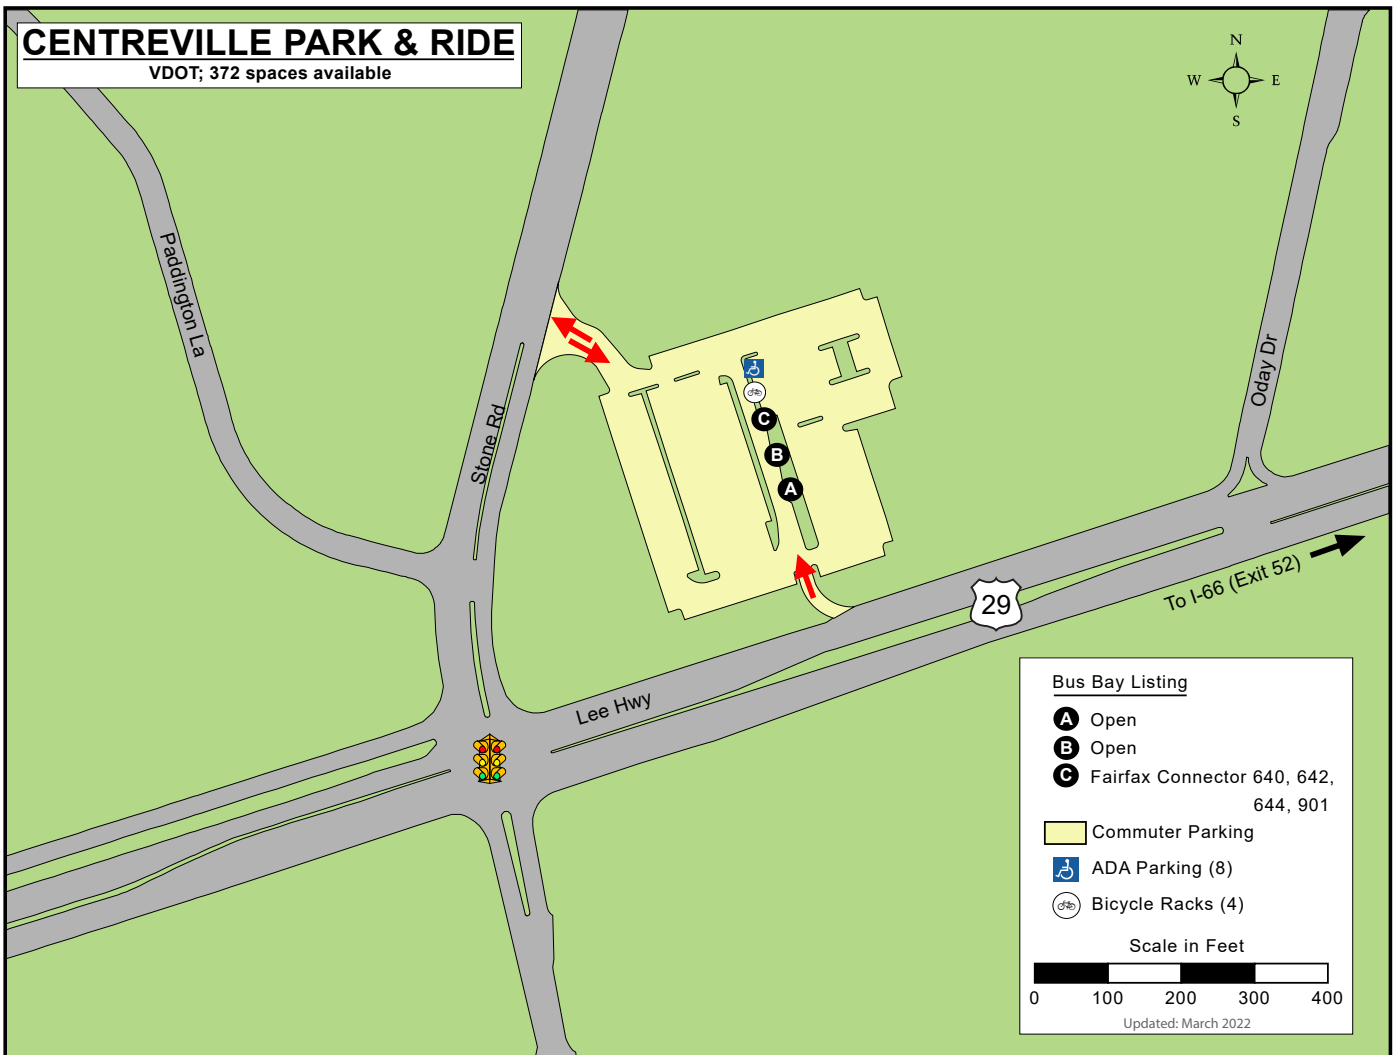 CENTREVILLE PARK & RIDE
VDOT; 372 spaces available
N
W E
S
Paddington La
Stone Rd
Oday Dr
C
B
A
29
To I-66 (Exit 52)
Lee Hwy
Bus Bay Listing
A Open
B Open
C Fairfax Connector 640, 642,
644, 901
Commuter Parking
ADA Parking (8)
Bicycle Racks (4)
Scale in Feet
0 100 200 300 400
Updated: March 2022